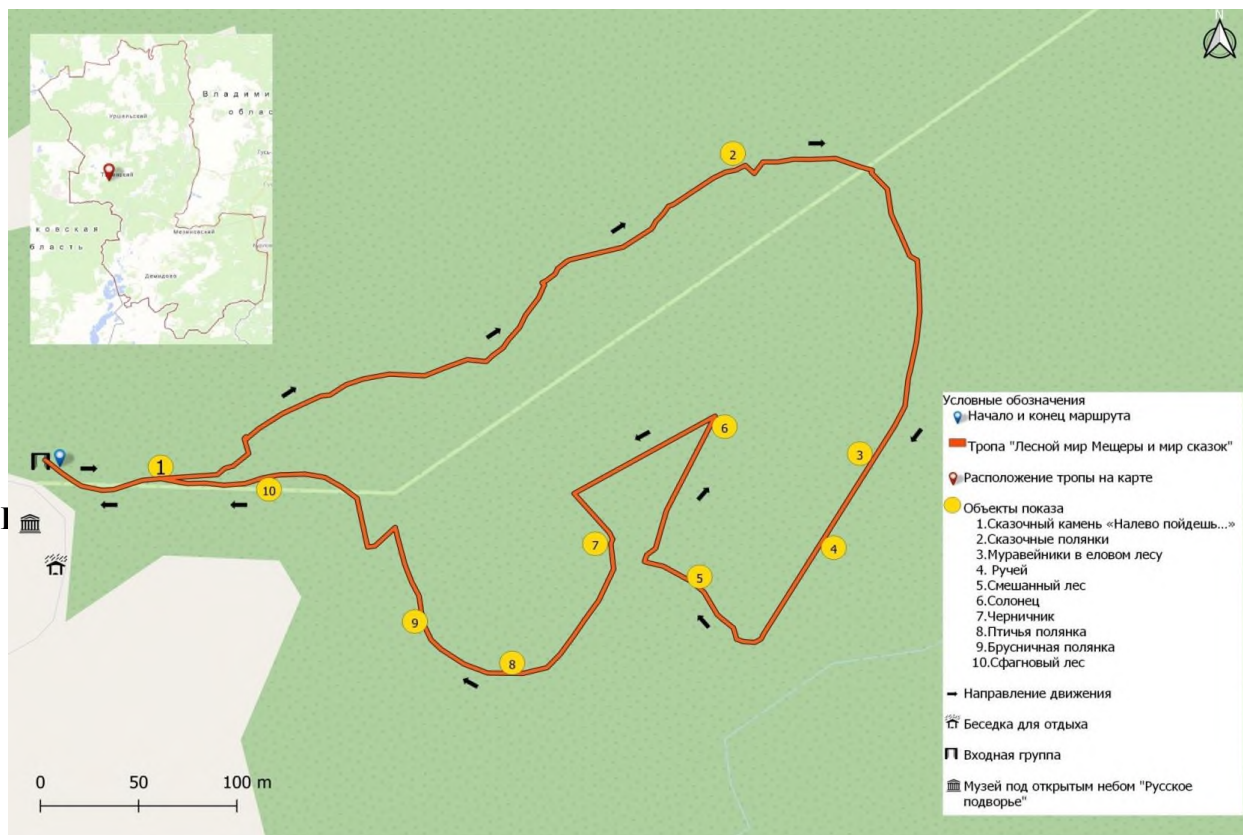 N
Владими
облас
Уршельский
Гусь-
ковская
бласть
Мезиновский
Демидово
2
1
10
3
6
4
7
5
9
8
0 50 100 m
Условные обозначения
Начало и конец маршрута
Тропа "Лесной мир Мещеры и мир сказок"
Расположение тропы на карте
Объекты показа
1.Сказочный камень «Налево пойдешь...»
2.Сказочные полянки
3.Муравейники в еловом лесу
4. Ручей
5.Смешанный лес
6.Солонец
7.Черничник
8.Птичья полянка
9.Брусничная полянка
10.Сфагновый лес
Направление движения
Беседка для отдыха
Входная группа
Музей под открытым небом "Русское
подворье"